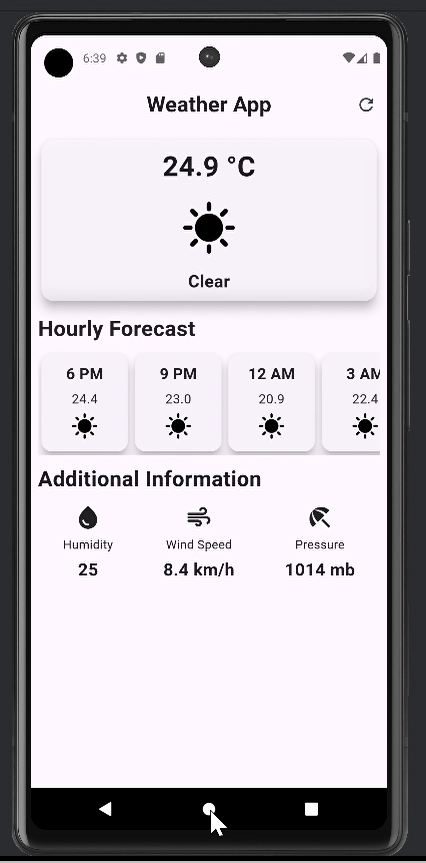 6:39
Weather App
24.9 °C
Clear
Hourly Forecast
6 PM 9 PM 12 AM 3 AM
24.4 23.0 20.9 22.4
Additional Information
Humidity Wind Speed Pressure
25 8.4 km/h 1014 mb